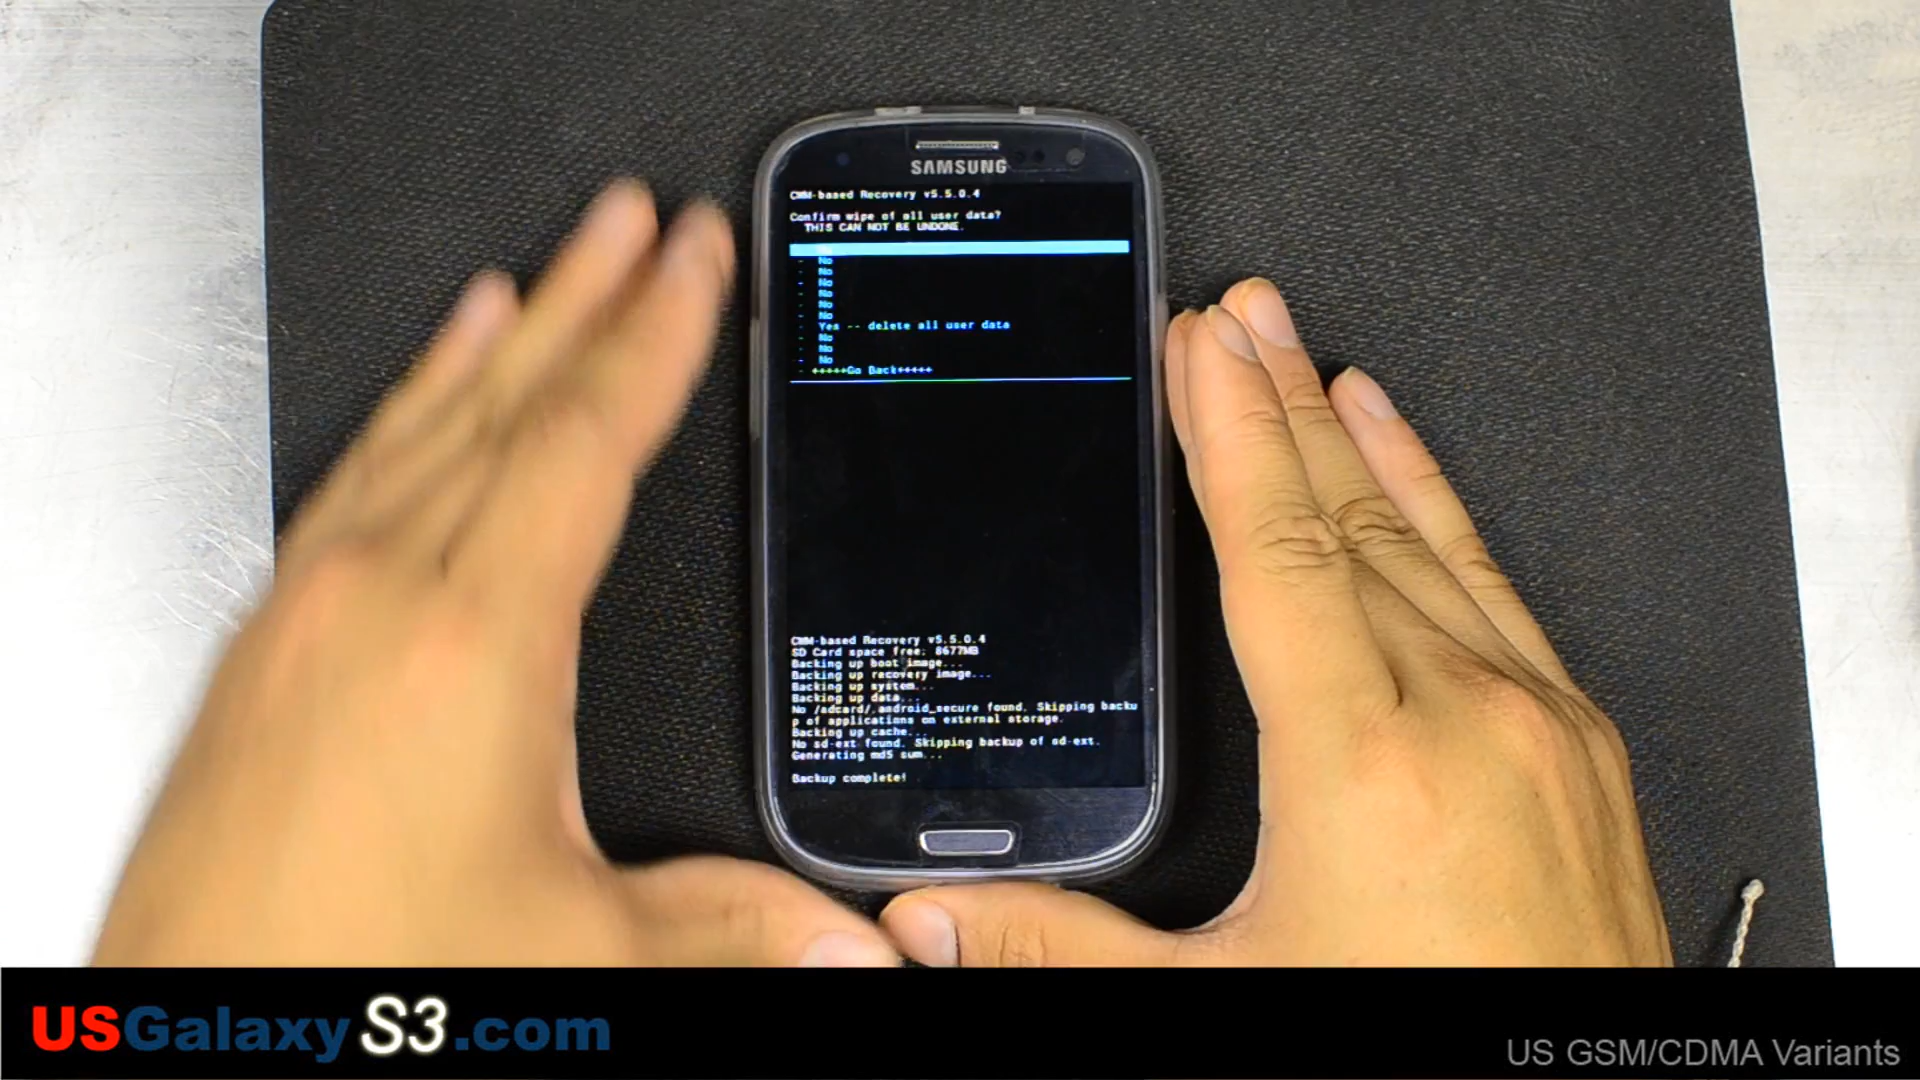 SAMSUNG
CWM-based Recovery v5.5.0.4
Confirm wipe of all user data?
THIS CAN NOT BE UNDONE.
- No
- No
- No
- No
- No
- No
- Yes -- delete all user data
- No
- No
- No
- +++++Go Back+++++
CWM-based Recovery v5.5.0.4
SD Card space free: 8677MB
Backing up boot image...
Backing up recovery image...
Backing up system...
Backing up data...
No /sdcard/.android_secure found. Skipping backu
p of applications on external storage.
Backing up cache...
No sd-ext found. Skipping backup of sd-ext.
Generating md5 sum...
Backup complete!
USGalaxy S3.com
US GSM/CDMA Variants